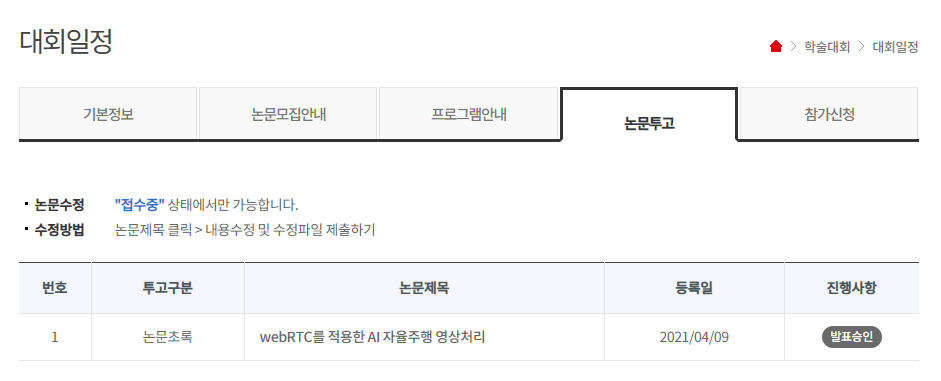 대회일정
학술대회 > 대회일정
기본정보 논문모집안내 프로그램안내 논문투고 참가신청
논문수정 "접수중" 상태에서만 가능합니다.
수정방법 논문제목 클릭 > 내용수정 및 수정파일 제출하기
번호 투고구분 논문제목 등록일 진행사항
1 논문초록 webRTC를 적용한 AI 자율주행 영상처리 2021/04/09 발표승인